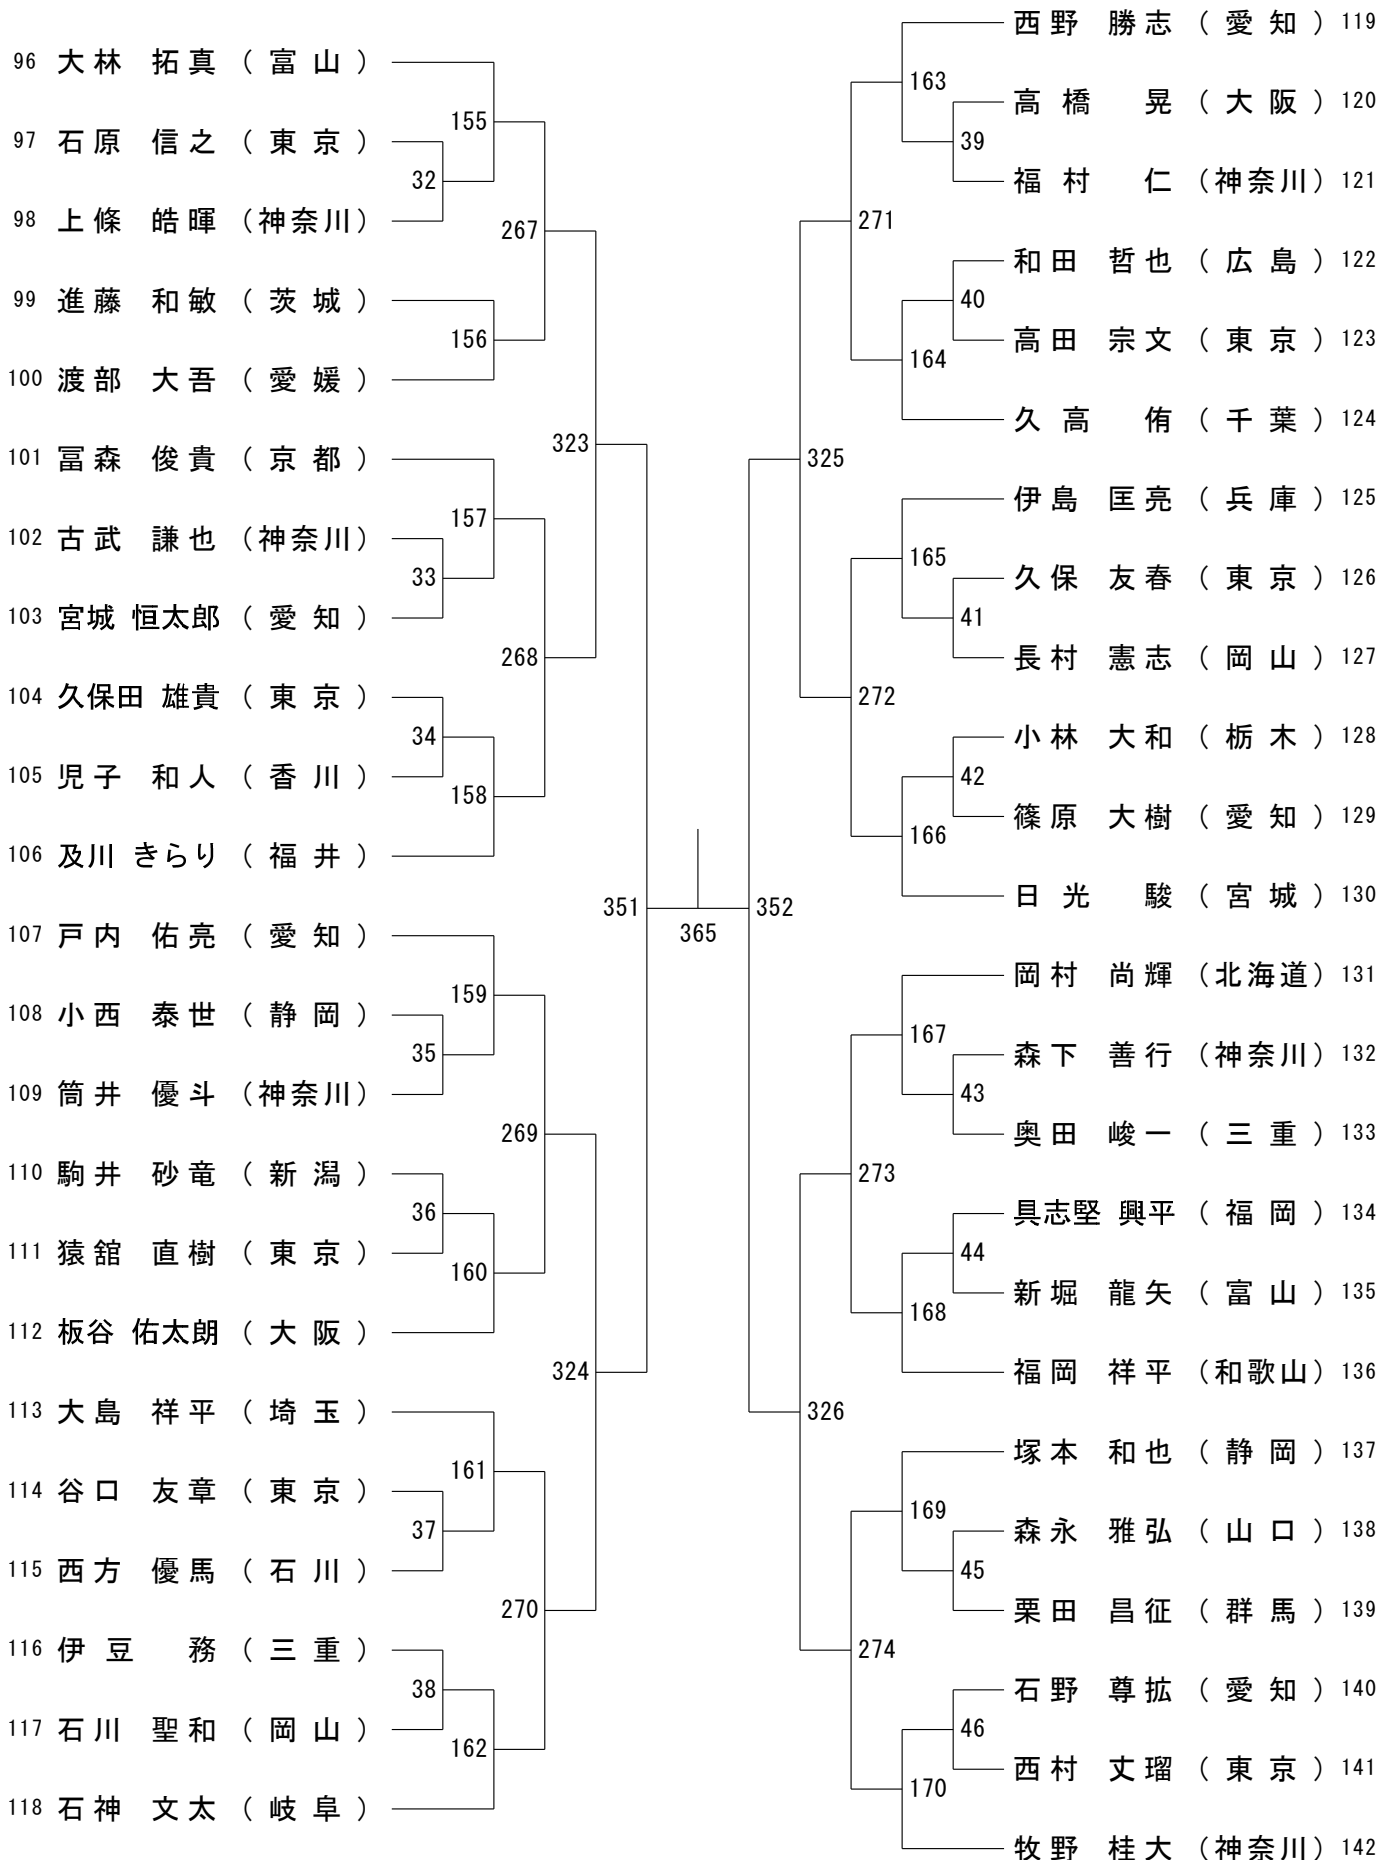 96 大林 拓真 (富山)
97 石原 信之 (東京)
98 上條 皓暉 (神奈川)
99 進藤 和敏 (茨城)
100 渡部 大吾 (愛媛)
101 冨森 俊貴 (京都)
102 古武 謙也 (神奈川)
103 宮城 恒太郎 (愛知)
104 久保田 雄貴 (東京)
105 児子 和人 (香川)
106 及川 きらり (福井)
107 戸内 佑亮 (愛知)
108 小西 泰世 (静岡)
109 筒井 優斗 (神奈川)
110 駒井 砂竜 (新潟)
111 猿舘 直樹 (東京)
112 板谷 佑太朗 (大阪)
113 大島 祥平 (埼玉)
114 谷口 友章 (東京)
115 西方 優馬 (石川)
116 伊豆 務 (三重)
117 石川 聖和 (岡山)
118 石神 文太 (岐阜)
32
33
34
35
36
37
38
155
156
157
158
159
160
161
162
267
268
269
270
323
324
351
365
352
325
326
271
272
273
274
163
164
165
166
167
168
169
170
39
40
41
42
43
44
45
46
西野 勝志 (愛知) 119
高橋 晃 (大阪) 120
福村 仁 (神奈川) 121
和田 哲也 (広島) 122
高田 宗文 (東京) 123
久高 侑 (千葉) 124
伊島 匡亮 (兵庫) 125
久保 友春 (東京) 126
長村 憲志 (岡山) 127
小林 大和 (栃木) 128
篠原 大樹 (愛知) 129
日光 駿 (宮城) 130
岡村 尚輝 (北海道) 131
森下 善行 (神奈川) 132
奥田 峻一 (三重) 133
具志堅 興平 (福岡) 134
新堀 龍矢 (富山) 135
福岡 祥平 (和歌山) 136
塚本 和也 (静岡) 137
森永 雅弘 (山口) 138
栗田 昌征 (群馬) 139
石野 尊拡 (愛知) 140
西村 丈瑠 (東京) 141
牧野 桂大 (神奈川) 142